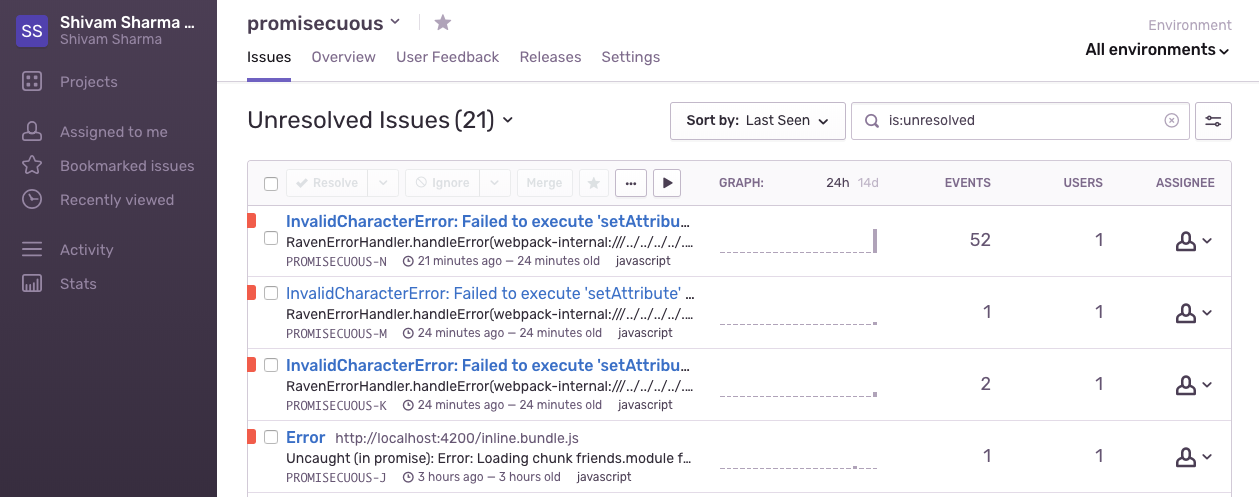 SS
Shivam Sharma ...
Shivam Sharma
Projects
Assigned to me
Bookmarked issues
Recently viewed
Activity
Stats
promisecuous
Environment
All environments
Issues Overview User Feedback Releases Settings
Unresolved Issues (21)
Sort by: Last Seen
is:unresolved
Resolve Ignore Merge ... GRAPH: 24h 14d EVENTS USERS ASSIGNEE
InvalidCharacterError: Failed to execute 'setAttribu...
RavenErrorHandler.handleError(webpack-internal:///../../../../....
PROMISECUOUS-N 21 minutes ago — 24 minutes old javascript
52 1
InvalidCharacterError: Failed to execute 'setAttribute' ...
RavenErrorHandler.handleError(webpack-internal:///../../../../....
PROMISECUOUS-M 24 minutes ago — 24 minutes old javascript
1 1
InvalidCharacterError: Failed to execute 'setAttribu...
RavenErrorHandler.handleError(webpack-internal:///../../../../....
PROMISECUOUS-K 24 minutes ago — 24 minutes old javascript
2 1
Error http://localhost:4200/inline.bundle.js
Uncaught (in promise): Error: Loading chunk friends.module f...
PROMISECUOUS-J 3 hours ago — 3 hours old javascript
1 1